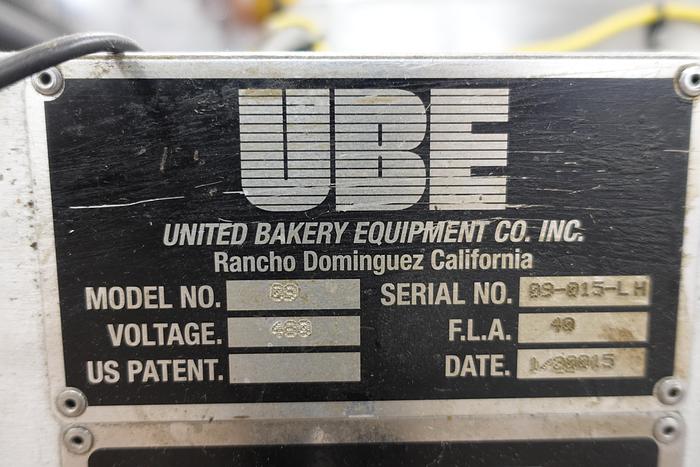 UBE
UNITED BAKERY EQUIPMENT CO. INC.
Rancho Dominguez California
MODEL NO. 09 SERIAL NO. 09-015-LH
VOLTAGE. 480 F.L.A. 40
US PATENT. DATE.